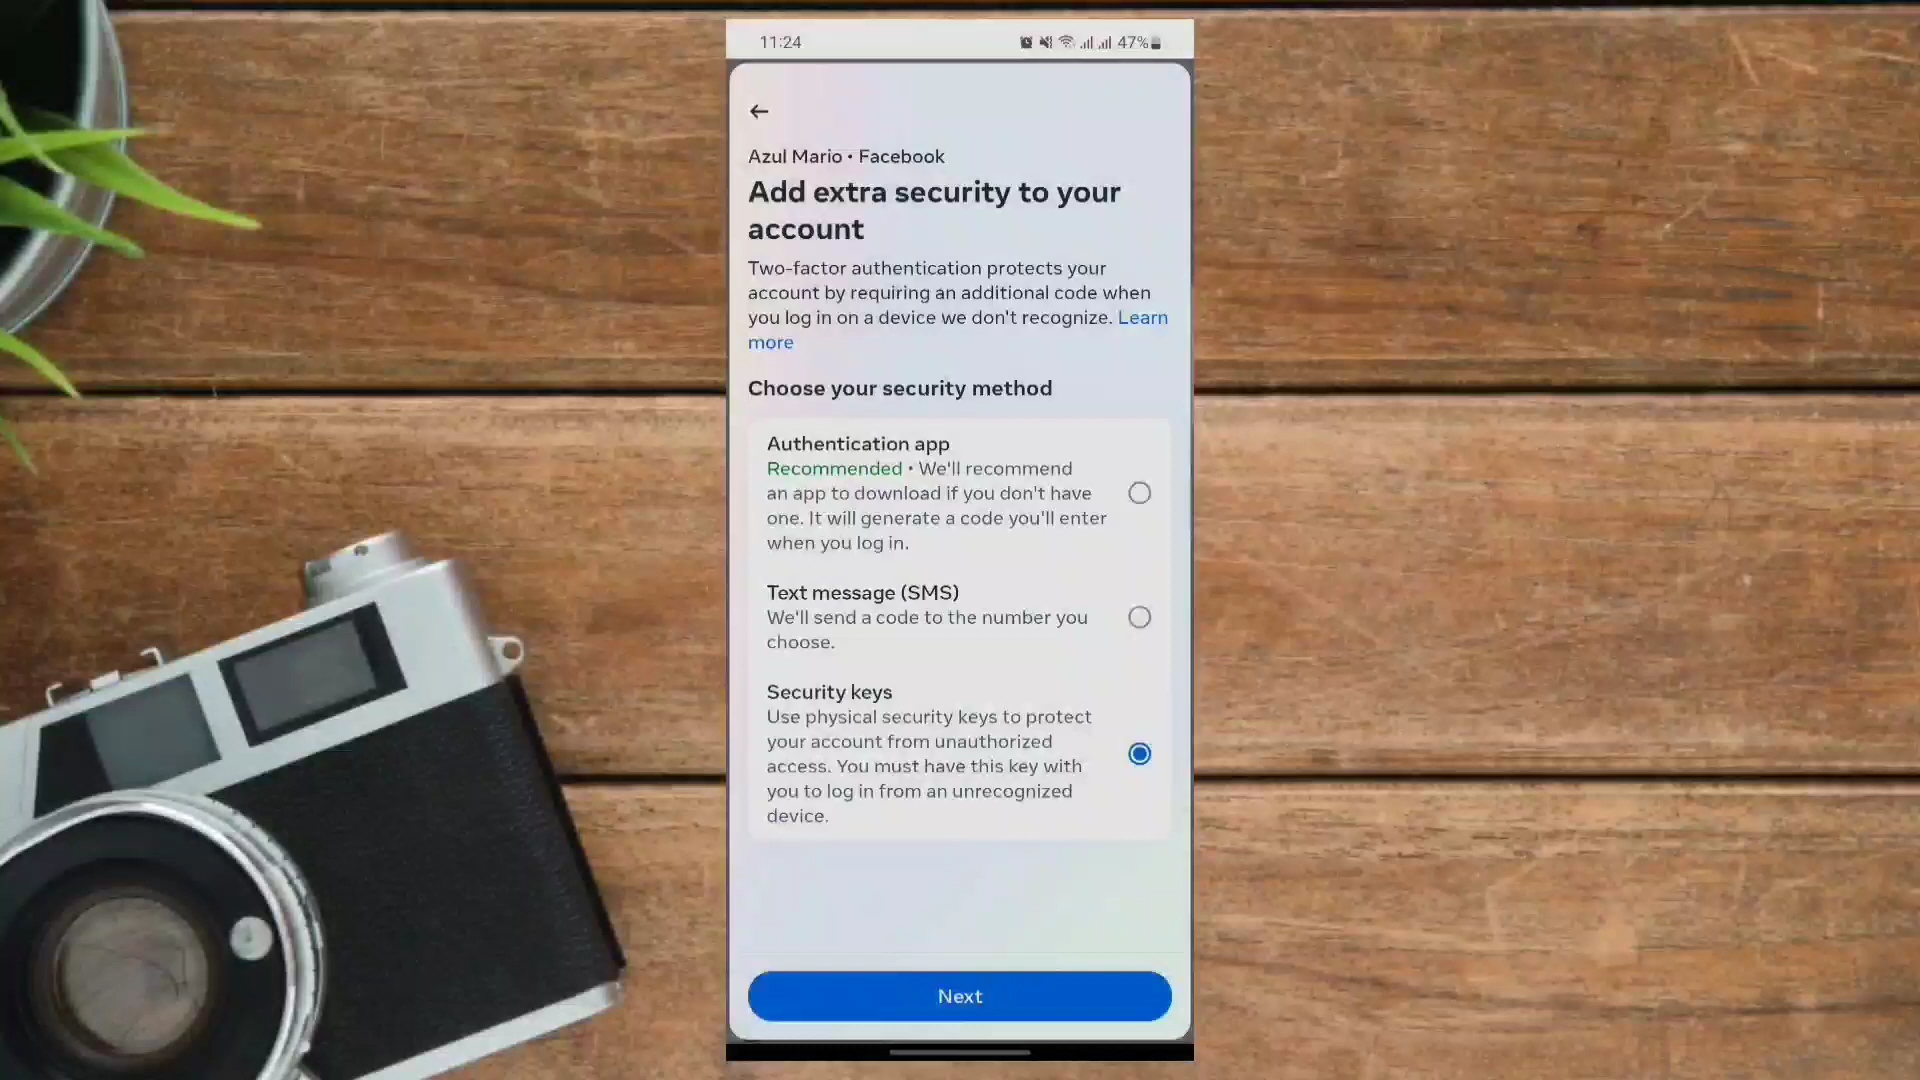 11:24
47%
Azul Mario • Facebook
Add extra security to your
account
Two-factor authentication protects your
account by requiring an additional code when
you log in on a device we don't recognize. Learn
more
Choose your security method
Authentication app
Recommended • We'll recommend
an app to download if you don't have
one. It will generate a code you'll enter
when you log in.
Text message (SMS)
We'll send a code to the number you
choose.
Security keys
Use physical security keys to protect
your account from unauthorized
access. You must have this key with
you to log in from an unrecognized
device.
Next